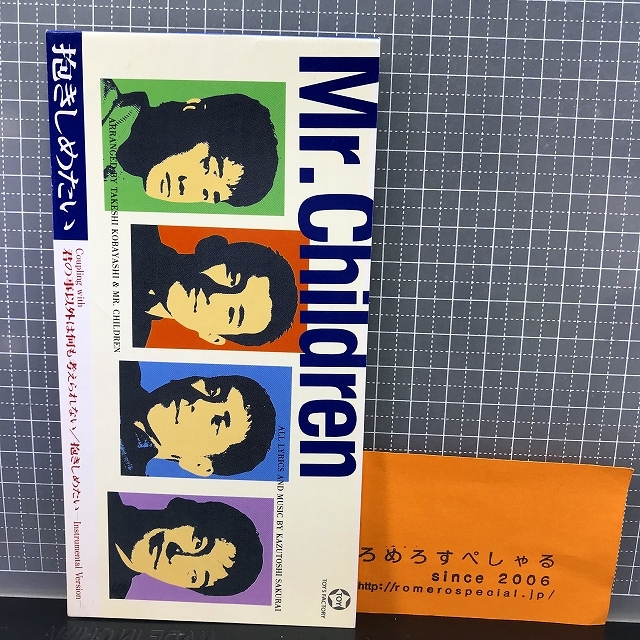 抱きしめたい
Coupling with
君の事以外は何も考えられない/抱きしめたい—Instrumental Version—
Mr.Children
ARRANGED BY TAKESHI KOBAYASHI & MR. CHILDREN
ALL LYRICS AND MUSIC BY KAZUTOSHI SAKURAI
TOY'S FACTORY
ろめろすぺしゃる
since 2006
http://romerospecial.jp/